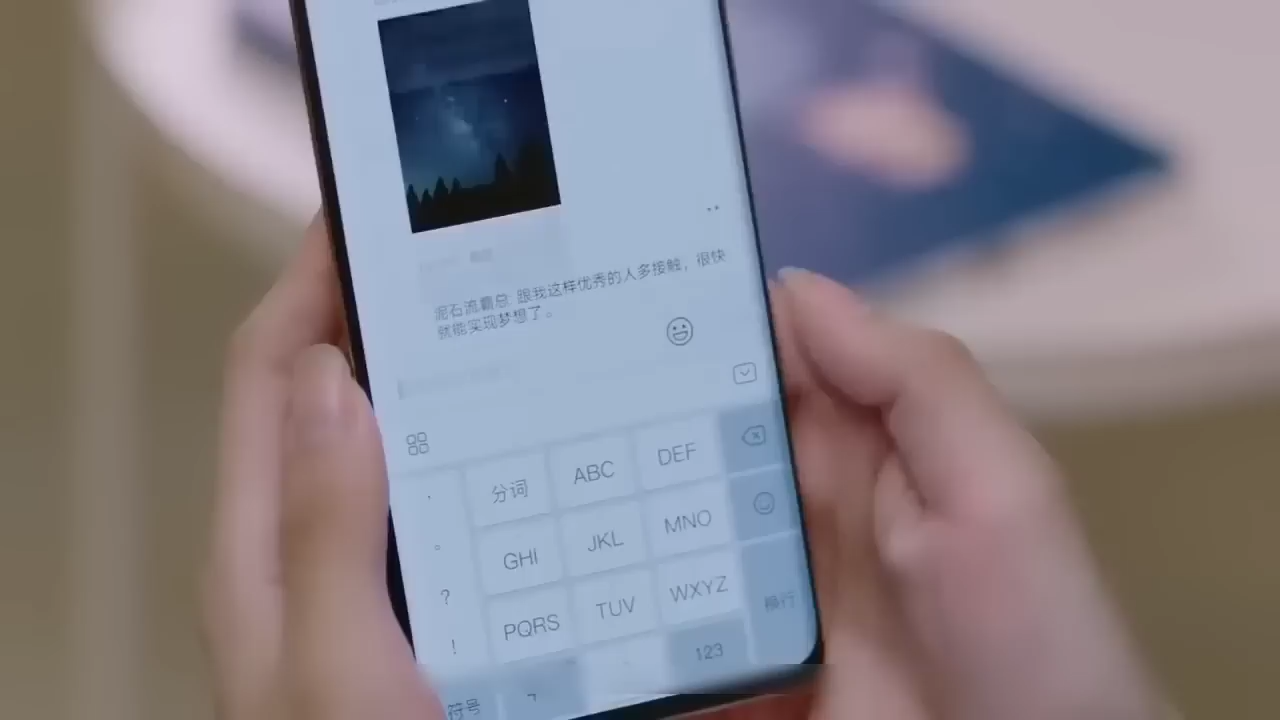 泥石流霸总: 跟我这样优秀的人多接触，很快
就能实现梦想了。
分词 ABC DEF
GHI JKL MNO
?
PQRS TUV WXYZ
!
符号 123 换行